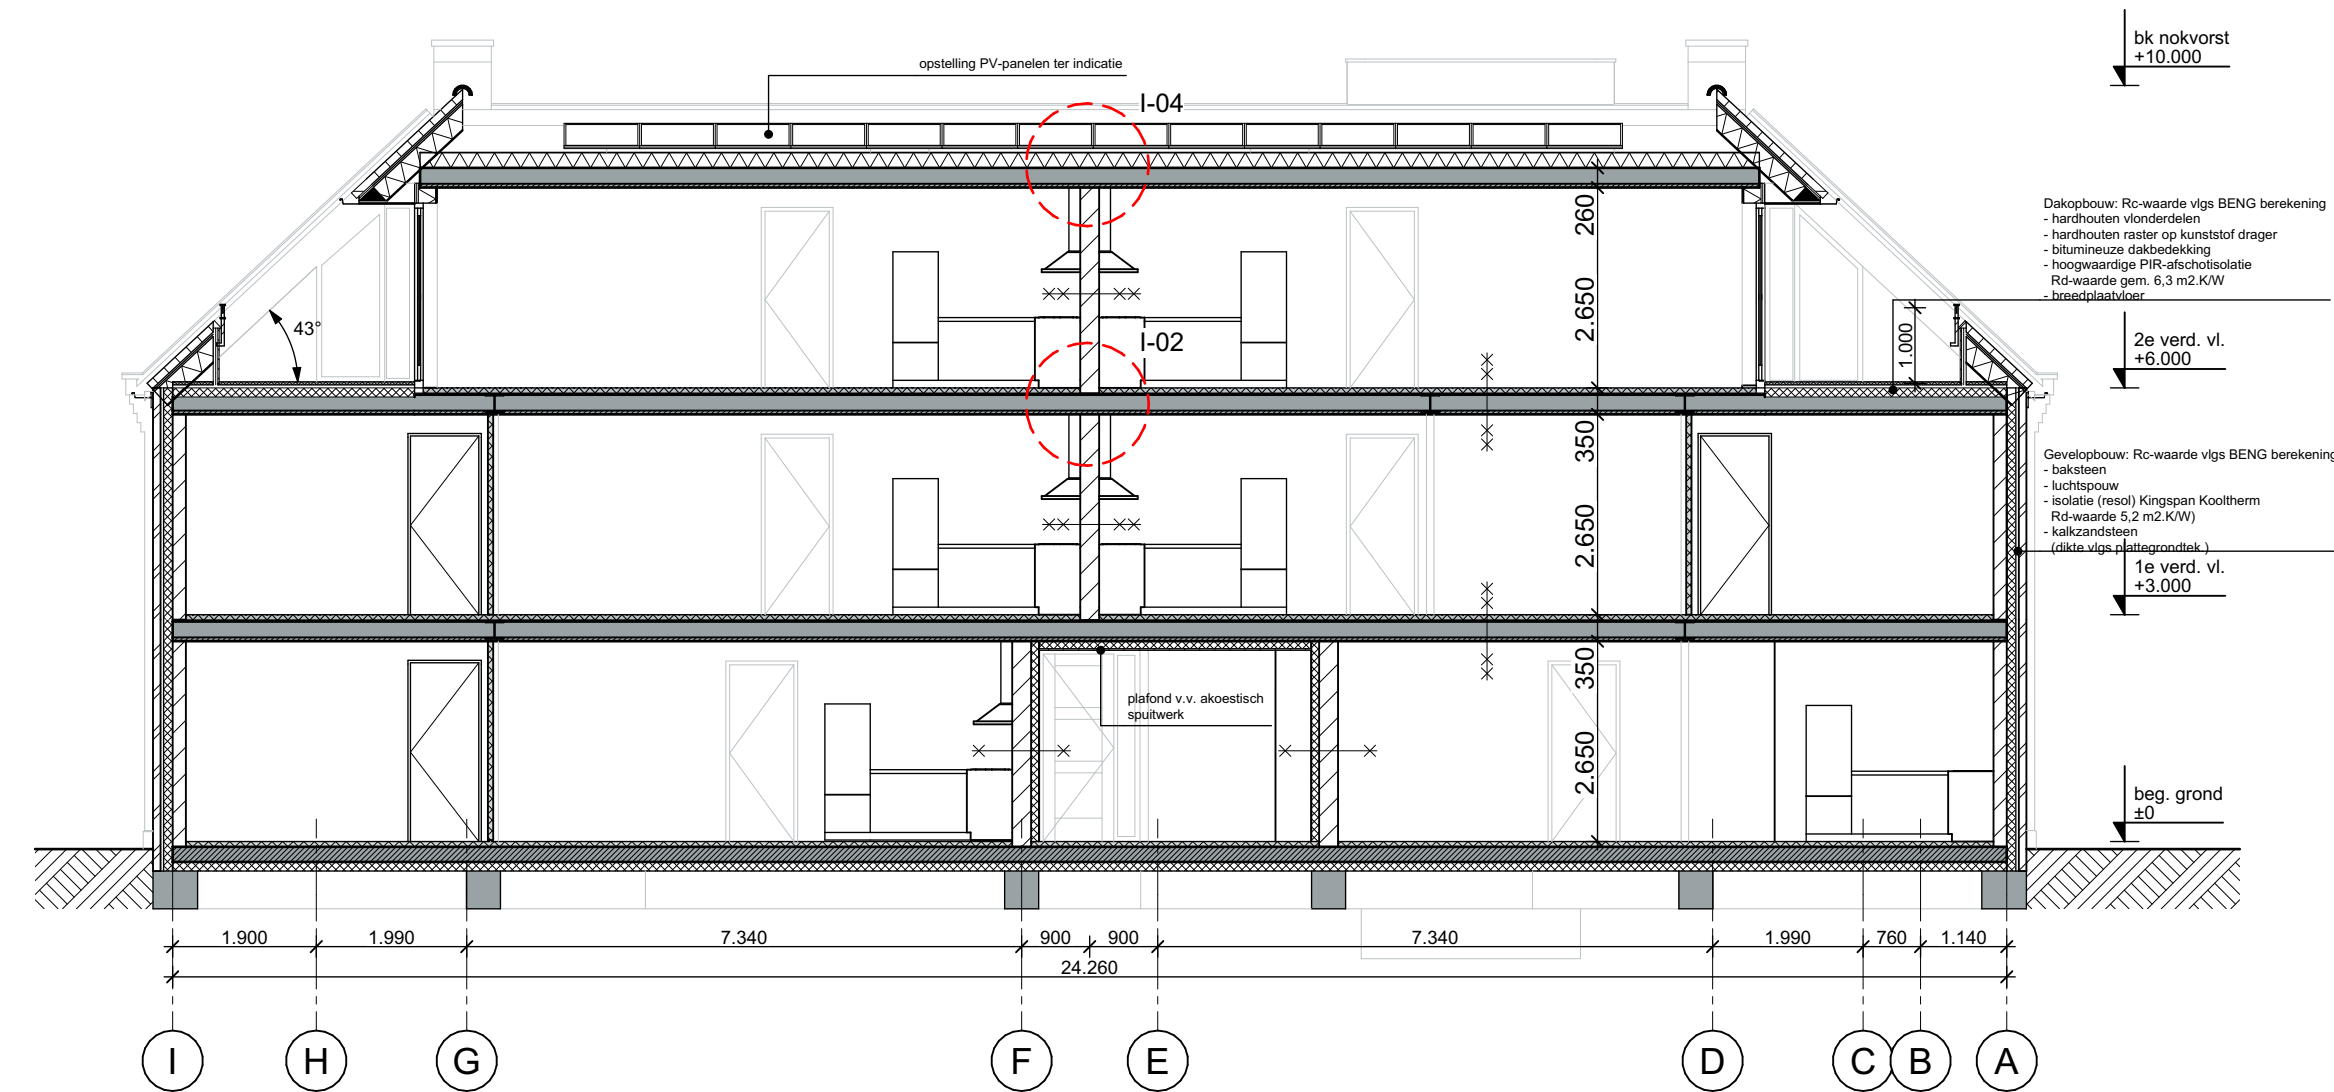 bk nokvorst
+10.000
opstelling PV-panelen ter indicatie
I-04
Dakopbouw: Rc-waarde vlgs BENG berekening
- hardhouten vlonderdelen
- hardhouten raster op kunststof drager
- bitumineuze dakbedekking
- hoogwaardige PIR-afschotisolatie
Rd-waarde gem. 6,3 m2.K/W
- breedplaatvloer
260
2.650
43°
I-02
1.000
2e verd. vl.
+6.000
350
2.650
Gevelopbouw: Rc-waarde vlgs BENG berekening
- baksteen
- luchtspouw
- isolatie (resol) Kingspan Kooltherm
Rd-waarde 5,2 m2.K/W)
- kalkzandsteen
(dikte vlgs plattegrondtek.)
1e verd. vl.
+3.000
350
2.650
plafond v.v. akoestisch
spuitwerk
beg. grond
±0
1.900 1.990 7.340 900 900 7.340 1.990 760 1.140
24.260
I H G F E D C B A